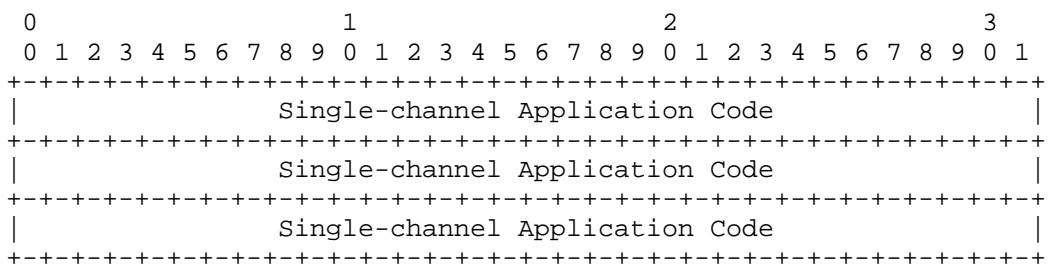 0                   1                   2                   3
 0 1 2 3 4 5 6 7 8 9 0 1 2 3 4 5 6 7 8 9 0 1 2 3 4 5 6 7 8 9 0 1
+-+-+-+-+-+-+-+-+-+-+-+-+-+-+-+-+-+-+-+-+-+-+-+-+-+-+-+-+-+-+-+-+
|                Single-channel Application Code                |
+-+-+-+-+-+-+-+-+-+-+-+-+-+-+-+-+-+-+-+-+-+-+-+-+-+-+-+-+-+-+-+-+
|                Single-channel Application Code                |
+-+-+-+-+-+-+-+-+-+-+-+-+-+-+-+-+-+-+-+-+-+-+-+-+-+-+-+-+-+-+-+-+
|                Single-channel Application Code                |
+-+-+-+-+-+-+-+-+-+-+-+-+-+-+-+-+-+-+-+-+-+-+-+-+-+-+-+-+-+-+-+-+